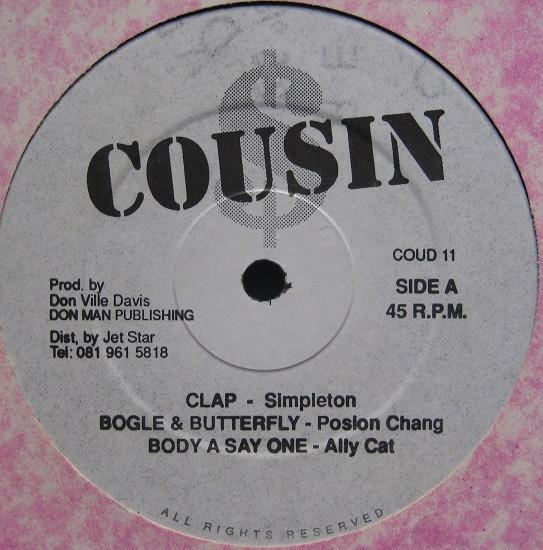 COUSIN
COUD 11
SIDE A
45 R.P.M.
Prod. by
Don Ville Davis
DON MAN PUBLISHING
Dist, by Jet Star
Tel: 081 961 5818
CLAP - Simpleton
BOGLE & BUTTERFLY - Posion Chang
BODY A SAY ONE - Ally Cat
ALL RIGHTS RESERVED